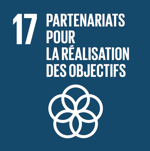 17 PARTENARIATS
POUR
LA RÉALISATION
DES OBJECTIFS